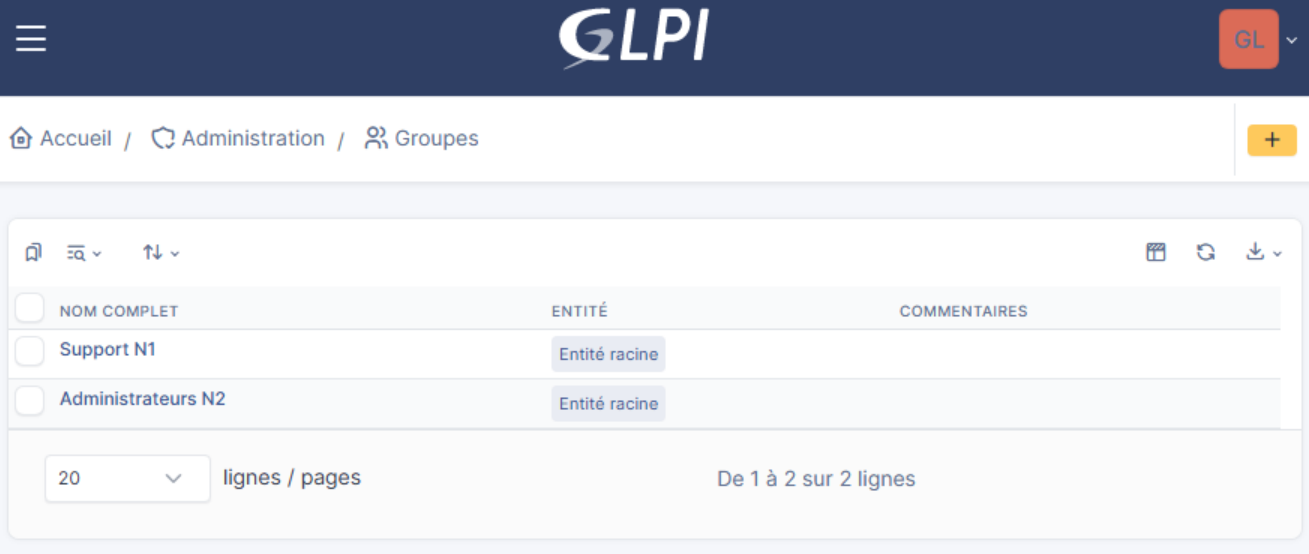 GLPI
GL
Accueil / Administration / Groupes
+
NOM COMPLET ENTITÉ COMMENTAIRES
Support N1 Entité racine
Administrateurs N2 Entité racine
20 lignes / pages De 1 à 2 sur 2 lignes